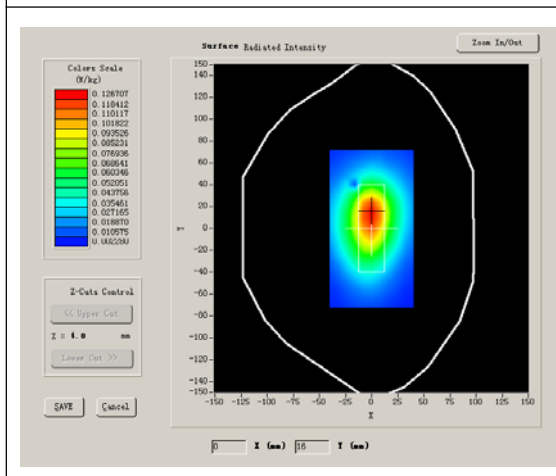 Surface Radiated Intensity
Zoom In/Out
Colors Scale
(W/kg)
0.126707
0.118412
0.110117
0.101822
0.093526
0.085231
0.076936
0.068641
0.060346
0.052051
0.043756
0.035461
0.027165
0.018870
0.010575
0.002280
150
140
120
100
80
60
40
20
0
-20
-40
-60
-80
-100
-120
-140
-150
Y
-150 -125 -100 -75 -50 -25 0 25 50 75 100 125 150
X
Z-Cuts Control
<< Upper Cut
Z = 4.0 mm
Lower Cut >>
SAVE
Cancel
0 X (mm) 16 Y (mm)